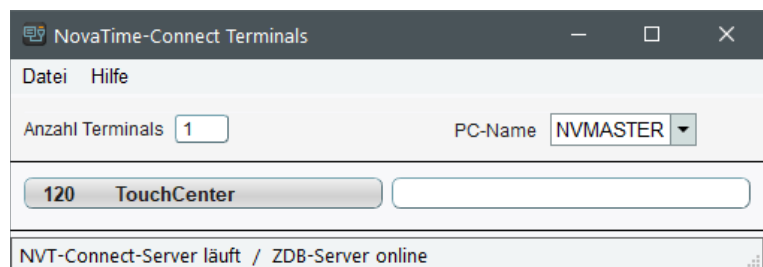 NovaTime-Connect Terminals
Datei Hilfe
Anzahl Terminals 1 PC-Name NVMASTER
120 TouchCenter
NVT-Connect-Server läuft / ZDB-Server online